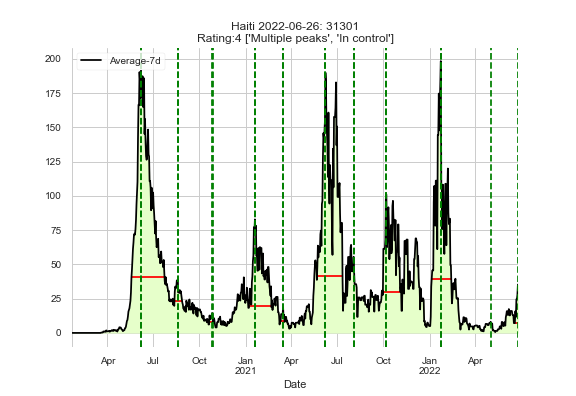 Haiti 2022-06-26: 31301
Rating:4 ['Multiple peaks', 'In control']
Average-7d
200
175
150
125
100
75
50
25
0
Apr Jul Oct Jan Apr Jul Oct Jan Apr
2021 2022
Date